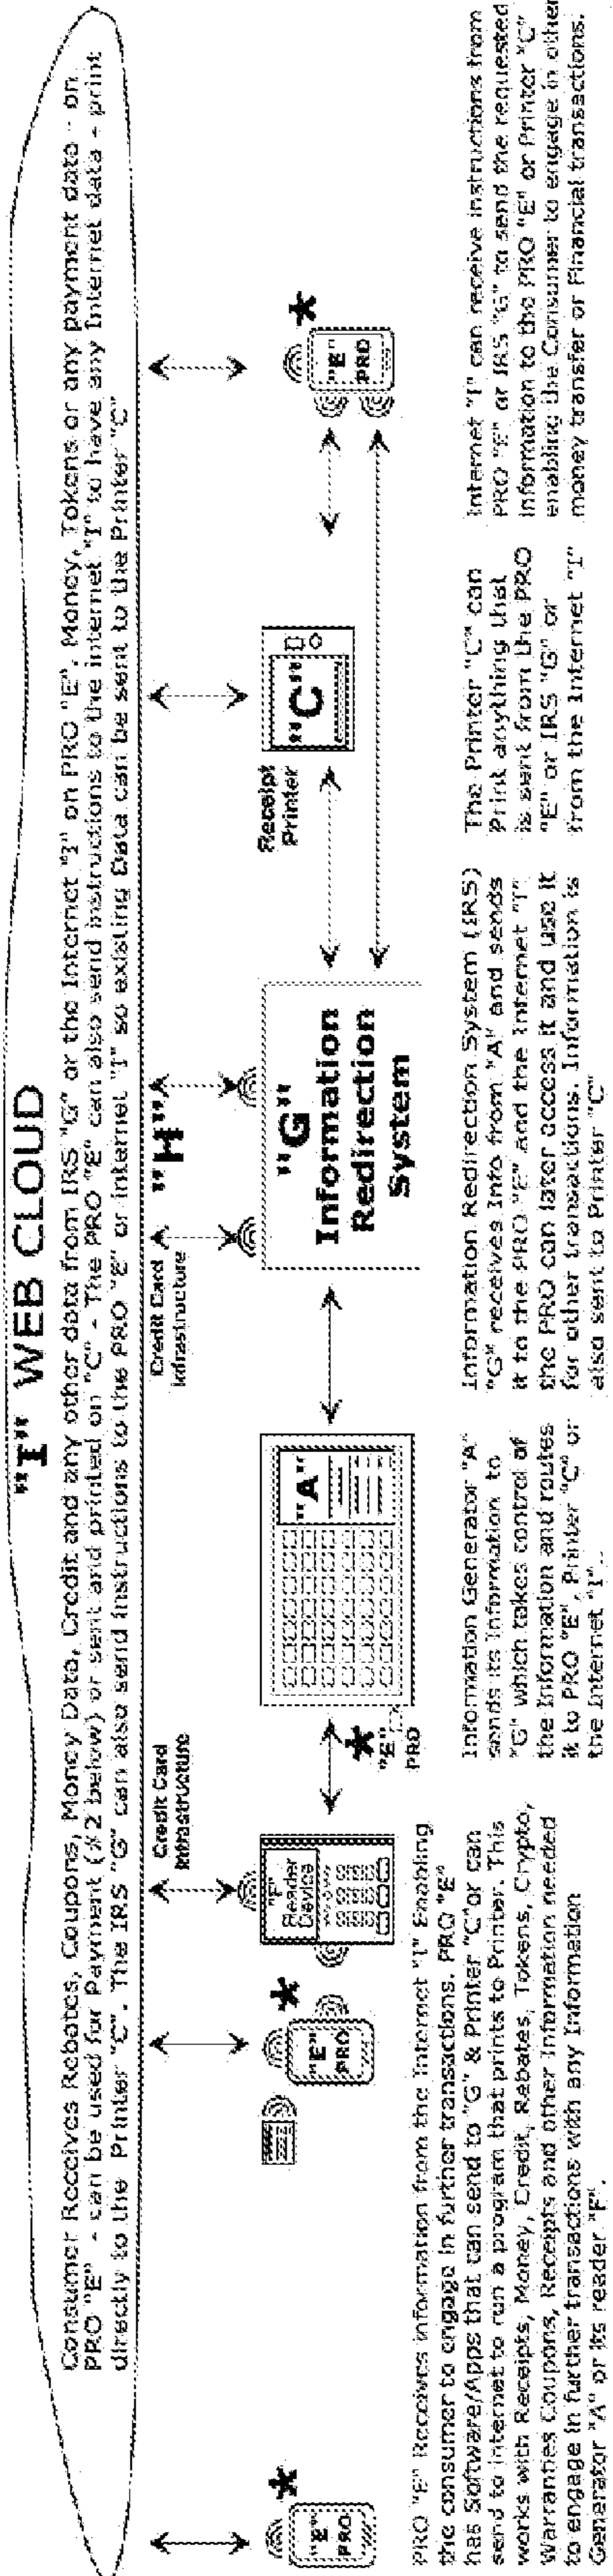 "I" WEB CLOUD
Consumer Receives Rebates, Coupons, Money Data, Credit and any other data from IRS "G" or the Internet "I" on PRO "E". Money, Tokens or any payment data - on
PRO "E" - can be used for Payment (#2 below) or sent and printed on "C" - The PRO "E" can also send instructions to the internet "I" to have any Internet data - print
directly to the Printer "C". The IRS "G" can also send instructions to the PRO "E" or internet "I" so existing Data can be sent to the Printer "C"
Credit Card
Infrastructure
Credit Card
Infrastructure
"H"
"E"
PRO
*
"E"
PRO
*
"F"
Reader
Device
*
"E"
PRO
"A"
"G"
Information
Redirection
System
Receipt
Printer
"C"
"E"
PRO
*
PRO "E" Receives information from the Internet "I" Enabling
the consumer to engage in further transactions. PRO "E"
has Software/Apps that can send to "G" & Printer "C" or can
send to internet to run a program that prints to Printer. This
works with Receipts, Money, Credit, Rebates, Tokens, Crypto,
Warranties Coupons, Receipts and other Information needed
to engage in further transactions with any Information
Generator "A" or its reader "F".
Information Generator "A"
sends its Information to
"G" which takes control of
the Information and routes
it to PRO "E", Printer "C" or
the Internet "I"
Information Redirection System (IRS)
"G" receives Info from "A" and sends
it to the PRO "E" and the Internet "I"
the PRO can later access it and use it
for other transactions. Information is
also sent to Printer "C"
The Printer "C" can
Print anything that
is sent from the PRO
"E" or IRS "G" or
from the Internet "I"
Internet "I" can receive instructions from
PRO "E" or IRS "G" to send the requested
information to the PRO "E" or Printer "C"
enabling the Consumer to engage in other
money transfer or Financial transactions.